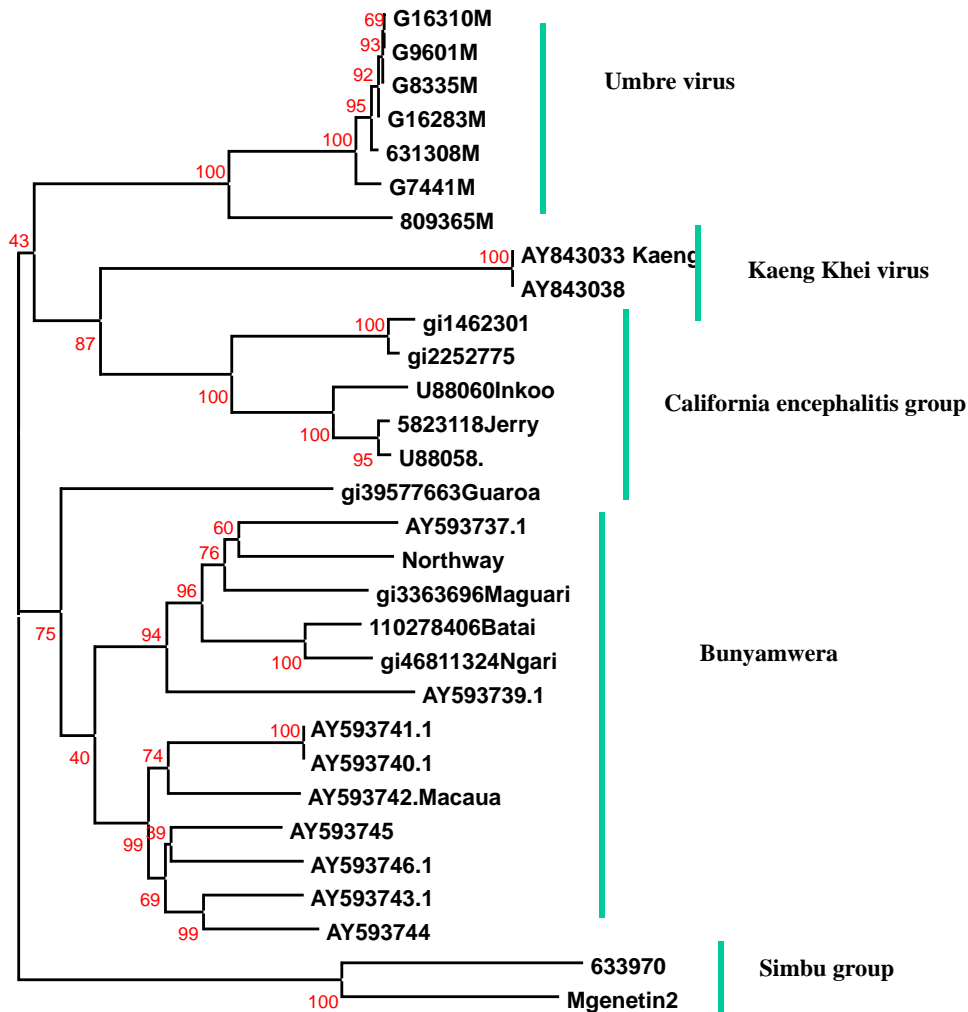 69
G16310M
93
G9601M
92
G8335M
Umbre virus
95
G16283M
100
631308M
100
G7441M
809365M
43
100
AY843033 Kaeng
Kaeng Khei virus
AY843038
87
100
gi1462301
gi2252775
100
U88060Inkoo
California encephalitis group
5823118Jerry
100
95
U88058.
gi39577663Guaroa
60
AY593737.1
76
Northway
96
gi3363696Maguari
75
94
110278406Batai
100
gi46811324Ngari
Bunyamwera
AY593739.1
100
AY593741.1
40
74
AY593740.1
AY593742.Macaua
99
39
AY593745
AY593746.1
69
AY593743.1
99
AY593744
633970
Simbu group
100
Mgenetin2